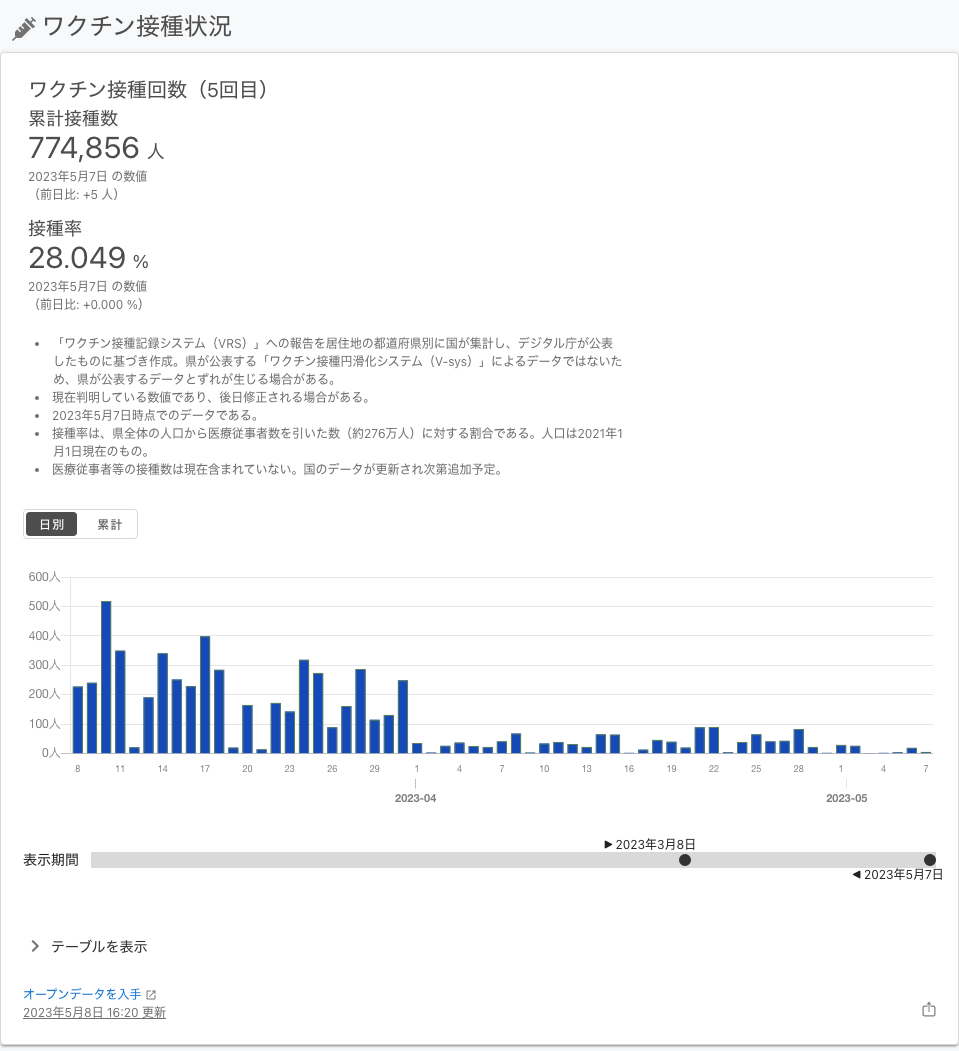 ワクチン接種状況
ワクチン接種回数（5回目）
累計接種数
774,856 人
2023年5月7日 の数値
（前日比: +5 人）
接種率
28.049 %
2023年5月7日 の数値
（前日比: +0.000 %）
• 「ワクチン接種記録システム（VRS）」への報告を居住地の都道府県別に国が集計し、デジタル庁が公表
したものに基づき作成。県が公表する「ワクチン接種円滑化システム（V-sys）」によるデータではないた
め、県が公表するデータとずれが生じる場合がある。
• 現在判明している数値であり、後日修正される場合がある。
• 2023年5月7日時点でのデータである。
• 接種率は、県全体の人口から医療従事者数を引いた数（約276万人）に対する割合である。人口は2021年1
月1日現在のもの。
• 医療従事者等の接種数は現在含まれていない。国のデータが更新され次第追加予定。
日別 累計
600人
500人
400人
300人
200人
100人
0人
8 11 14 17 20 23 26 29 1 4 7 10 13 16 19 22 25 28 1 4 7
2023-04 2023-05
▶ 2023年3月8日
表示期間
◀ 2023年5月7日
テーブルを表示
オープンデータを入手
2023年5月8日 16:20 更新